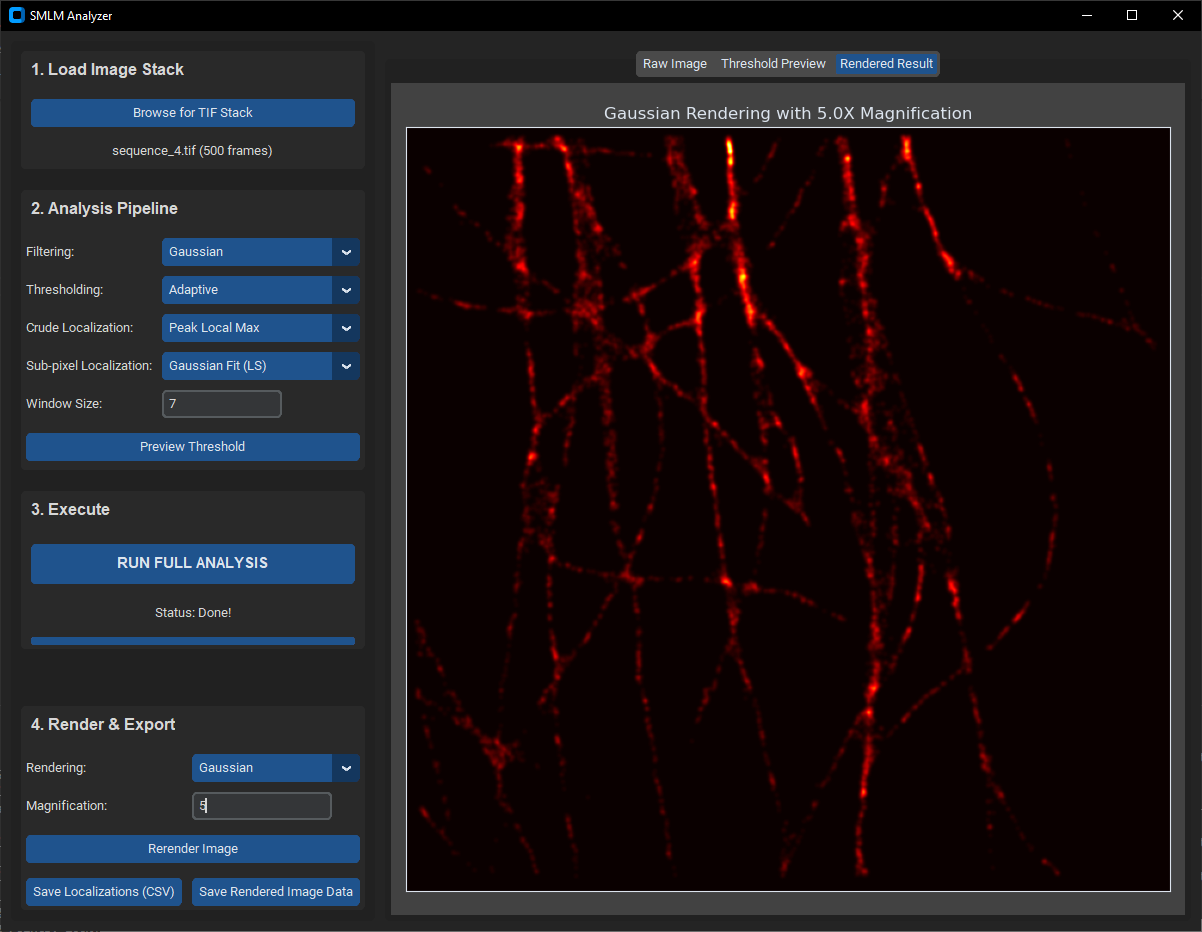 SMLM Analyzer
1. Load Image Stack
Browse for TIF Stack
sequence_4.tif (500 frames)
2. Analysis Pipeline
Filtering: Gaussian
Thresholding: Adaptive
Crude Localization: Peak Local Max
Sub-pixel Localization: Gaussian Fit (LS)
Window Size: 7
Preview Threshold
3. Execute
RUN FULL ANALYSIS
Status: Done!
4. Render & Export
Rendering: Gaussian
Magnification: 5
Rerender Image
Save Localizations (CSV) Save Rendered Image Data
Raw Image Threshold Preview Rendered Result
Gaussian Rendering with 5.0X Magnification